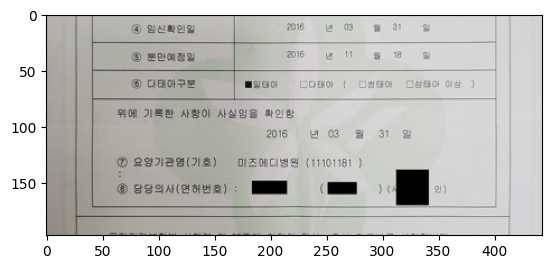 ④ 임신확인일 2016 년 03 월 31 일
⑤ 분만예정일 2016 년 11 월 18 일
⑥ 다태아구분 ■일태아 □다태아 ( □쌍태아 □삼태아 이상 )
위에 기록한 사항이 사실임을 확인함
2016 년 03 월 31 일
⑦ 요양기관명(기호) 미즈메디병원 (11101181 )
:
⑧ 담당의사(면허번호) : ( ) ( 인)
0
50
100
150
0 50 100 150 200 250 300 350 400